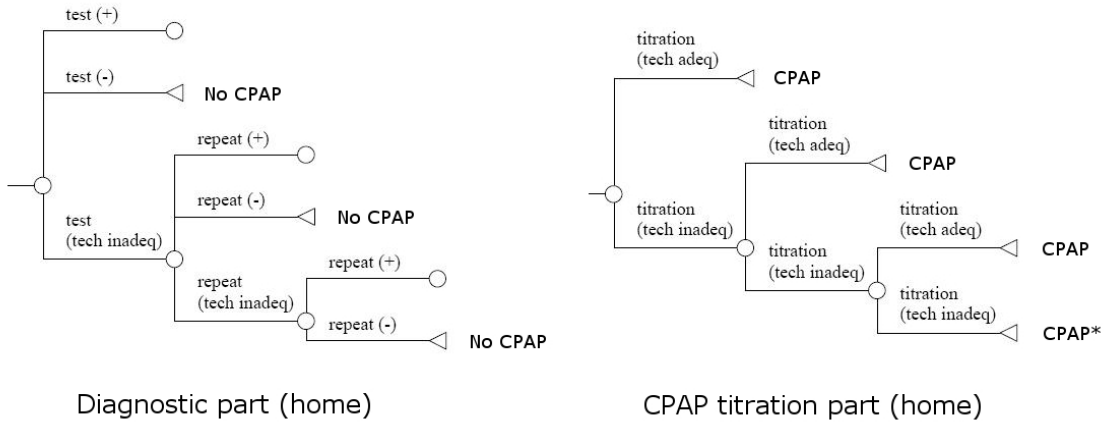 test (+)
test (-)
No CPAP
repeat (+)
repeat (-)
No CPAP
test
(tech inadeq)
repeat (+)
repeat
(tech inadeq)
repeat (-)
No CPAP
Diagnostic part (home)
titration
(tech adeq)
CPAP
titration
(tech adeq)
CPAP
titration
(tech inadeq)
titration
(tech adeq)
CPAP
titration
(tech inadeq)
titration
(tech inadeq)
CPAP*
CPAP titration part (home)